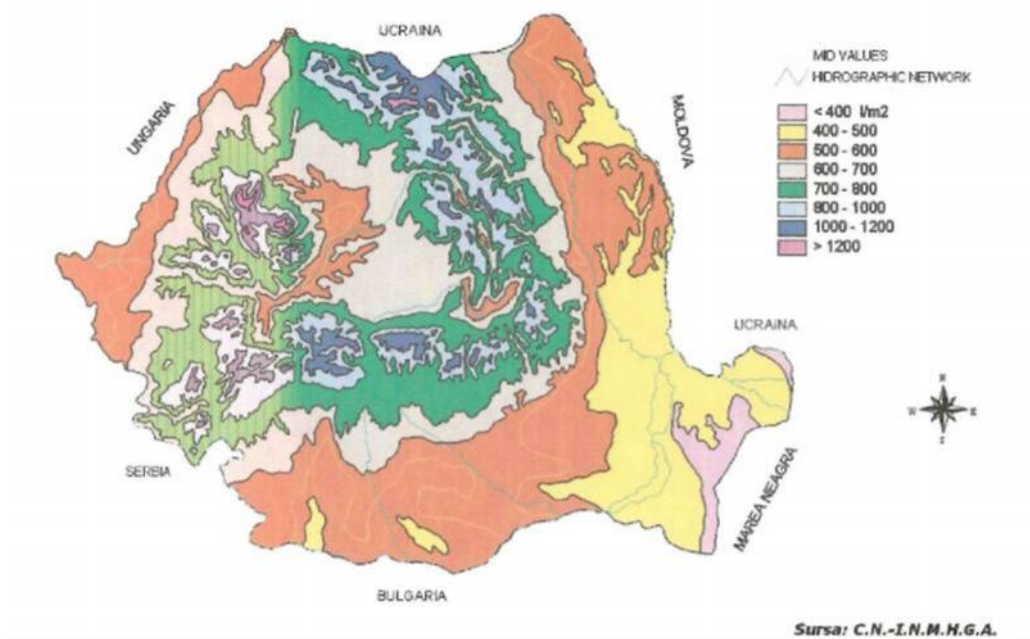 UCRAINA
UNGARIA
MOLDOVA
MID VALUES
HIDROGRAPHIC NETWORK
< 400 l/m2
400 - 500
500 - 600
600 - 700
700 - 800
800 - 1000
1000 - 1200
> 1200
UCRAINA
N
W
E
S
SERBIA
MAREA NEAGRA
BULGARIA
Sursa: C.N.-I.N.M.H.G.A.